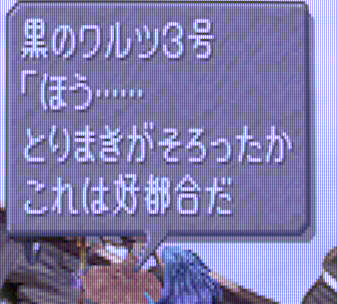 黒のワルツ3号
「ほう……
とりまきがそろったか
これは好都合だ